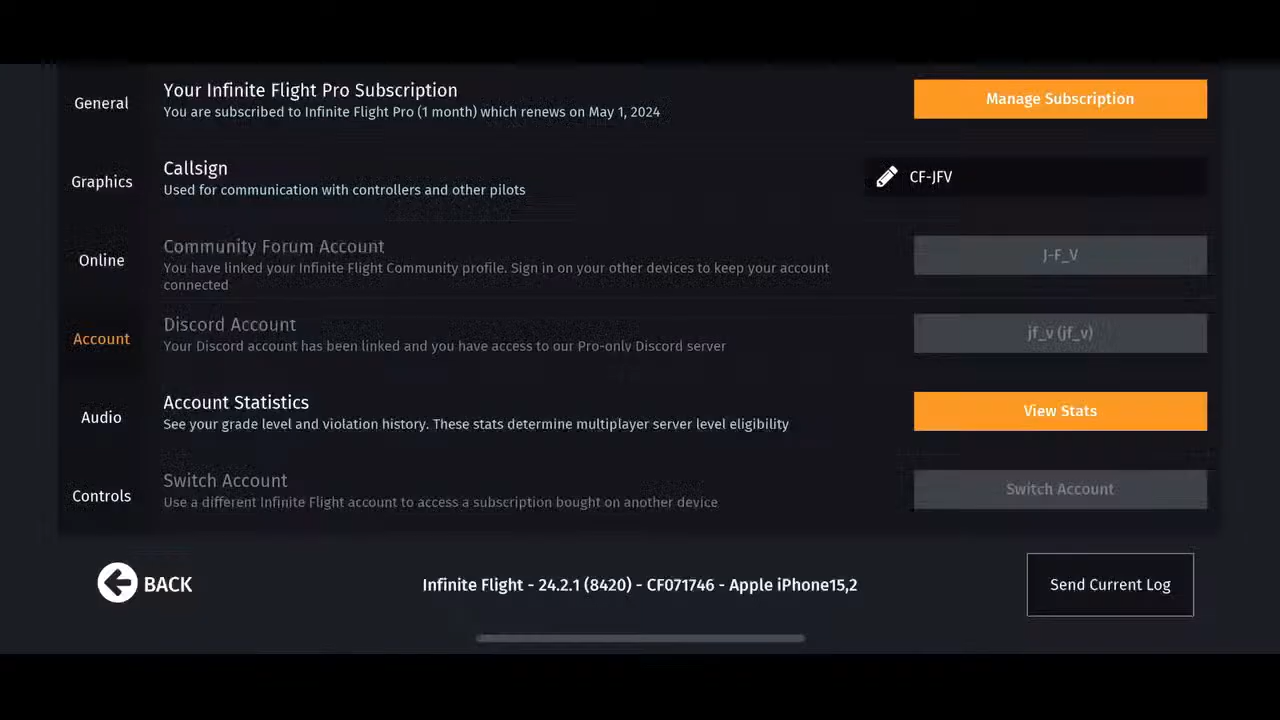 General
Your Infinite Flight Pro Subscription
You are subscribed to Infinite Flight Pro (1 month) which renews on May 1, 2024
Manage Subscription
Graphics
Callsign
Used for communication with controllers and other pilots
CF-JFV
Online
Community Forum Account
You have linked your Infinite Flight Community profile. Sign in on your other devices to keep your account
connected
J-F_V
Account
Discord Account
Your Discord account has been linked and you have access to our Pro-only Discord server
jf_v (jf_v)
Audio
Account Statistics
See your grade level and violation history. These stats determine multiplayer server level eligibility
View Stats
Controls
Switch Account
Use a different Infinite Flight account to access a subscription bought on another device
Switch Account
BACK
Infinite Flight - 24.2.1 (8420) - CF071746 - Apple iPhone15,2
Send Current Log